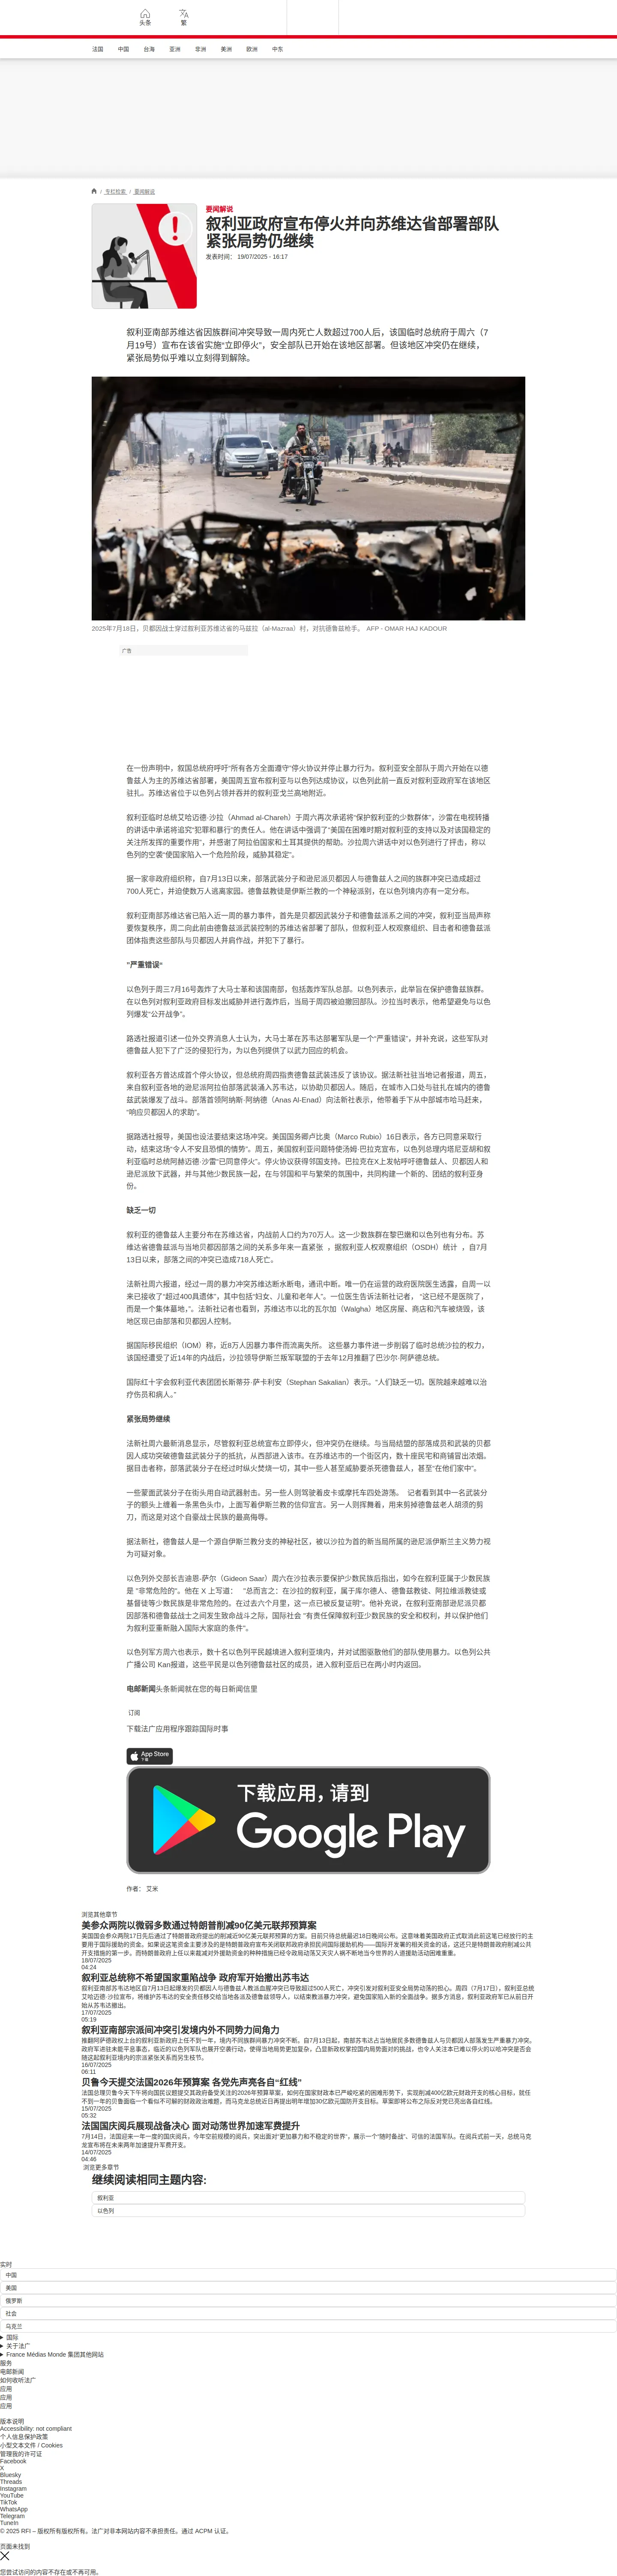 头条
繁
法国
中国
台海
亚洲
非洲
美洲
欧洲
中东
/ 专栏检索 / 要闻解说
要闻解说
叙利亚政府宣布停火并向苏维达省部署部队
紧张局势仍继续
发表时间： 19/07/2025 - 16:17
叙利亚南部苏维达省因族群间冲突导致一周内死亡人数超过700人后，该国临时总统府于周六（7
月19号）宣布在该省实施“立即停火”，安全部队已开始在该地区部署。但该地区冲突仍在继续，
紧张局势似乎难以立刻得到解除。
2025年7月18日，贝都因战士穿过叙利亚苏维达省的马兹拉（al-Mazraa）村，对抗德鲁兹枪手。 AFP - OMAR HAJ KADOUR
广告
在一份声明中，叙国总统府呼吁“所有各方全面遵守”停火协议并停止暴力行为。叙利亚安全部队于周六开始在以德
鲁兹人为主的苏维达省部署，美国周五宣布叙利亚与以色列达成协议，以色列此前一直反对叙利亚政府军在该地区
驻扎。苏维达省位于以色列占领并吞并的叙利亚戈兰高地附近。
叙利亚临时总统艾哈迈德·沙拉（Ahmad al-Chareh）于周六再次承诺将“保护叙利亚的少数群体”，沙雷在电视转播
的讲话中承诺将追究“犯罪和暴行”的责任人。他在讲话中强调了“美国在困难时期对叙利亚的支持以及对该国稳定的
关注所发挥的重要作用”，并感谢了阿拉伯国家和土耳其提供的帮助。沙拉周六讲话中对以色列进行了抨击，称以
色列的空袭“使国家陷入一个危险阶段，威胁其稳定”。
据一家非政府组织称，自7月13日以来，部落武装分子和逊尼派贝都因人与德鲁兹人之间的族群冲突已造成超过
700人死亡，并迫使数万人逃离家园。德鲁兹教徒是伊斯兰教的一个神秘派别，在以色列境内亦有一定分布。
叙利亚南部苏维达省已陷入近一周的暴力事件，首先是贝都因武装分子和德鲁兹派系之间的冲突，叙利亚当局声称
要恢复秩序，周二向此前由德鲁兹派武装控制的苏维达省部署了部队，但叙利亚人权观察组织、目击者和德鲁兹派
团体指责这些部队与贝都因人并肩作战，并犯下了暴行。
“严重错误“
以色列于周三7月16号轰炸了大马士革和该国南部，包括轰炸军队总部。以色列表示，此举旨在保护德鲁兹族群。
在以色列对叙利亚政府目标发出威胁并进行轰炸后，当局于周四被迫撤回部队。沙拉当时表示，他希望避免与以色
列爆发“公开战争”。
路透社报道引述一位外交界消息人士认为，大马士革在苏韦达部署军队是一个“严重错误”，并补充说，这些军队对
德鲁兹人犯下了广泛的侵犯行为，为以色列提供了以武力回应的机会。
叙利亚各方曾达成首个停火协议，但总统府周四指责德鲁兹武装违反了该协议。据法新社驻当地记者报道，周五，
来自叙利亚各地的逊尼派阿拉伯部落武装涌入苏韦达，以协助贝都因人。随后，在城市入口处与驻扎在城内的德鲁
兹武装爆发了战斗。部落首领阿纳斯·阿纳德（Anas Al-Enad）向法新社表示，他带着手下从中部城市哈马赶来，
“响应贝都因人的求助”。
据路透社报导，美国也设法要结束这场冲突。美国国务卿卢比奥（Marco Rubio）16日表示，各方已同意采取行
动，结束这场“令人不安且恐惧的情势”。周五，美国叙利亚问题特使汤姆·巴拉克宣布，以色列总理内塔尼亚胡和叙
利亚临时总统阿赫迈德·沙雷“已同意停火”。停火协议获得邻国支持。巴拉克在X上发帖呼吁德鲁兹人、贝都因人和
逊尼派放下武器，并与其他少数民族一起，在与邻国和平与繁荣的氛围中，共同构建一个新的、团结的叙利亚身
份。
缺乏一切
叙利亚的德鲁兹人主要分布在苏维达省，内战前人口约为70万人。这一少数族群在黎巴嫩和以色列也有分布。苏
维达省德鲁兹派与当地贝都因部落之间的关系多年来一直紧张 ，据叙利亚人权观察组织（OSDH）统计 ，自7月
13日以来，部落之间的冲突已造成718人死亡。
法新社周六报道，经过一周的暴力冲突苏维达断水断电，通讯中断。唯一仍在运营的政府医院医生透露，自周一以
来已接收了“超过400具遗体”，其中包括“妇女、儿童和老年人”。一位医生告诉法新社记者， “这已经不是医院了，
而是一个集体墓地，”。法新社记者也看到，苏维达市以北的瓦尔加（Walgha）地区房屋、商店和汽车被烧毁，该
地区现已由部落和贝都因人控制。
据国际移民组织（IOM）称，近8万人因暴力事件而流离失所。 这些暴力事件进一步削弱了临时总统沙拉的权力，
该国经遭受了近14年的内战后，沙拉领导伊斯兰叛军联盟的于去年12月推翻了巴沙尔·阿萨德总统。
国际红十字会叙利亚代表团团长斯蒂芬·萨卡利安（Stephan Sakalian）表示。“人们缺乏一切。医院越来越难以治
疗伤员和病人。”
紧张局势继续
法新社周六最新消息显示，尽管叙利亚总统宣布立即停火，但冲突仍在继续。与当局结盟的部落成员和武装的贝都
因人成功突破德鲁兹武装分子的抵抗，从西部进入该市。在苏维达市的一个街区内，数十座民宅和商铺冒出浓烟。
据目击者称，部落武装分子在经过时纵火焚烧一切，其中一些人甚至威胁要杀死德鲁兹人，甚至“在他们家中”。
一些蒙面武装分子在街头用自动武器射击。另一些人则驾驶着皮卡或摩托车四处游荡。 记者看到其中一名武装分
子的额头上缠着一条黑色头巾，上面写着伊斯兰教的信仰宣言。另一人则挥舞着，用来剪掉德鲁兹老人胡须的剪
刀，而这是对这个自豪战士民族的最高侮辱。
据法新社，德鲁兹人是一个源自伊斯兰教分支的神秘社区，被以沙拉为首的新当局所属的逊尼派伊斯兰主义势力视
为可疑对象。
以色列外交部长吉迪恩-萨尔（Gideon Saar）周六在沙拉表示要保护少数民族后指出，如今在叙利亚属于少数民族
是 "非常危险的"。他在 X 上写道： "总而言之：在沙拉的叙利亚，属于库尔德人、德鲁兹教徒、阿拉维派教徒或
基督徒等少数民族是非常危险的。在过去六个月里，这一点已被反复证明"。他补充说，在叙利亚南部逊尼派贝都
因部落和德鲁兹战士之间发生致命战斗之际，国际社会 "有责任保障叙利亚少数民族的安全和权利，并以保护他们
为叙利亚重新融入国际大家庭的条件"。
以色列军方周六也表示，数十名以色列平民越境进入叙利亚境内，并对试图驱散他们的部队使用暴力。以色列公共
广播公司 Kan报道，这些平民是以色列德鲁兹社区的成员，进入叙利亚后已在两小时内返回。
电邮新闻头条新闻就在您的每日新闻信里
订阅
下载法广应用程序跟踪国际时事
App Store
下载
下载应用，请到
Google Play
作者： 艾米
浏览其他章节
美参众两院以微弱多数通过特朗普削减90亿美元联邦预算案
美国国会参众两院17日先后通过了特朗普政府提出的削减近90亿美元联邦预算的方案。目前只待总统最迟18日晚间公布。这意味着美国政府正式取消此前这笔已经放行的主
要用于国际援助的资金。如果说这笔资金主要涉及的是特朗普政府宣布关闭联邦政府承担民间国际援助机构——国际开发署的相关资金的话，这还只是特朗普政府削减公共
开支措施的第一步。而特朗普政府上任以来裁减对外援助资金的种种措施已经令政局动荡又天灾人祸不断地当今世界的人道援助活动困难重重。
18/07/2025
04:24
叙利亚总统称不希望国家重陷战争 政府军开始撤出苏韦达
叙利亚南部苏韦达地区自7月13日起爆发的贝都因人与德鲁兹人教派血腥冲突已导致超过500人死亡，冲突引发对叙利亚安全局势动荡的担心。周四（7月17日），叙利亚总统
艾哈迈德·沙拉宣布，将维护苏韦达的安全责任移交给当地各派及德鲁兹领导人，以结束教派暴力冲突，避免国家陷入新的全面战争。据多方消息，叙利亚政府军已从前日开
始从苏韦达撤出。
17/07/2025
05:19
叙利亚南部宗派间冲突引发境内外不同势力间角力
推翻阿萨德政权上台的叙利亚新政府上任不到一年，境内不同族群间暴力冲突不断。自7月13日起，南部苏韦达占当地居民多数德鲁兹人与贝都因人部落发生严重暴力冲突。
政府军进驻未能平息事态，临近的以色列军队也展开空袭行动，使得当地局势更加复杂，凸显新政权掌控国内局势面对的挑战，也令人关注本已难以停火的以哈冲突是否会
随这起叙利亚境内的宗派紧张关系而另生枝节。
16/07/2025
06:11
贝鲁今天提交法国2026年预算案 各党先声亮各自“红线”
法国总理贝鲁今天下午将向国民议题提交其政府备受关注的2026年预算草案，如何在国家财政本已严峻吃紧的困难形势下，实现削减400亿欧元财政开支的核心目标，就任
不到一年的贝鲁面临一个看似不可解的财政政治难题，而马克龙总统近日再提出明年增加30亿欧元国防开支目标。草案即将公布之际反对党已亮出各自红线。
15/07/2025
05:32
法国国庆阅兵展现战备决心 面对动荡世界加速军费提升
7月14日，法国迎来一年一度的国庆阅兵，今年空前规模的阅兵，突出面对“更加暴力和不稳定的世界”，展示一个“随时备战”、可信的法国军队。在阅兵式前一天，总统马克
龙发宣布将在未来两年加速提升军费开支。
14/07/2025
04:46
浏览更多章节
继续阅读相同主题内容:
叙利亚
以色列
实时
中国
美国
俄罗斯
社会
乌克兰
国际
关于法广
France Médias Monde 集团其他网站
服务
电邮新闻
如何收听法广
应用
应用
应用
版本说明
Accessibility: not compliant
个人信息保护政策
小型文本文件 / Cookies
管理我的许可证
Facebook
X
Bluesky
Threads
Instagram
YouTube
TikTok
WhatsApp
Telegram
TuneIn
© 2025 RFI – 版权所有版权所有。法广对非本网站内容不承担责任。通过 ACPM 认证。
页面未找到
您尝试访问的内容不存在或不再可用。